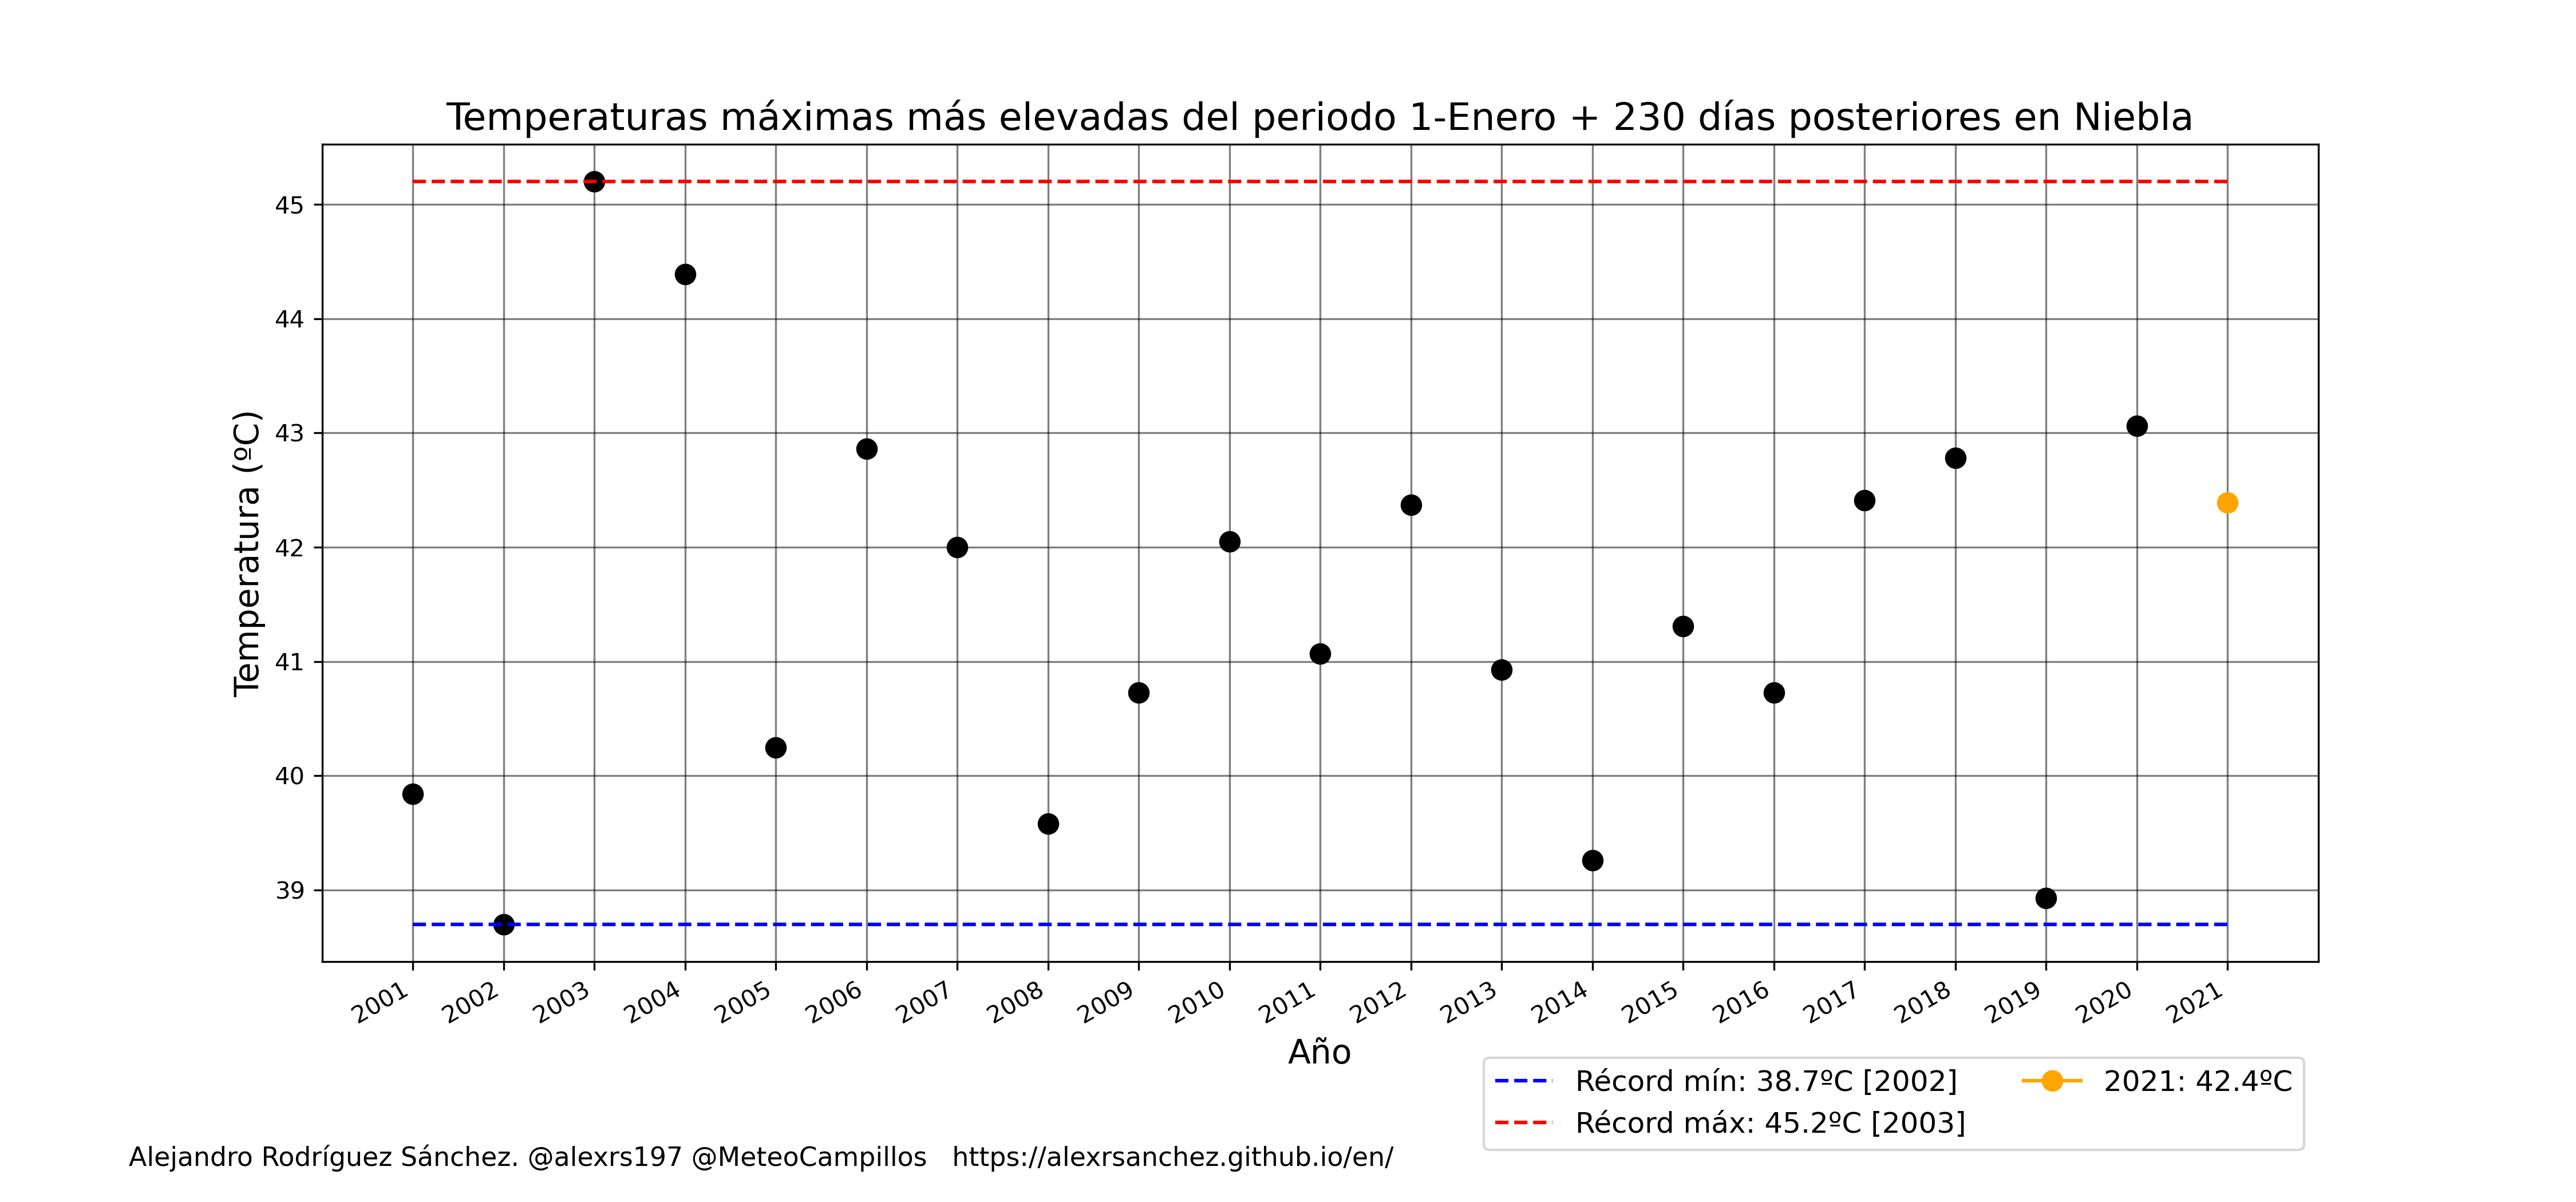 Temperaturas máximas más elevadas del periodo 1-Enero + 230 días posteriores en Niebla
Temperatura (ºC)
45
44
43
42
41
40
39
2001 2002 2003 2004 2005 2006 2007 2008 2009 2010 2011 2012 2013 2014 2015 2016 2017 2018 2019 2020 2021
Año
Récord mín: 38.7ºC [2002]
Récord máx: 45.2ºC [2003]
2021: 42.4ºC
Alejandro Rodríguez Sánchez. @alexrs197 @MeteoCampillos https://alexrsanchez.github.io/en/